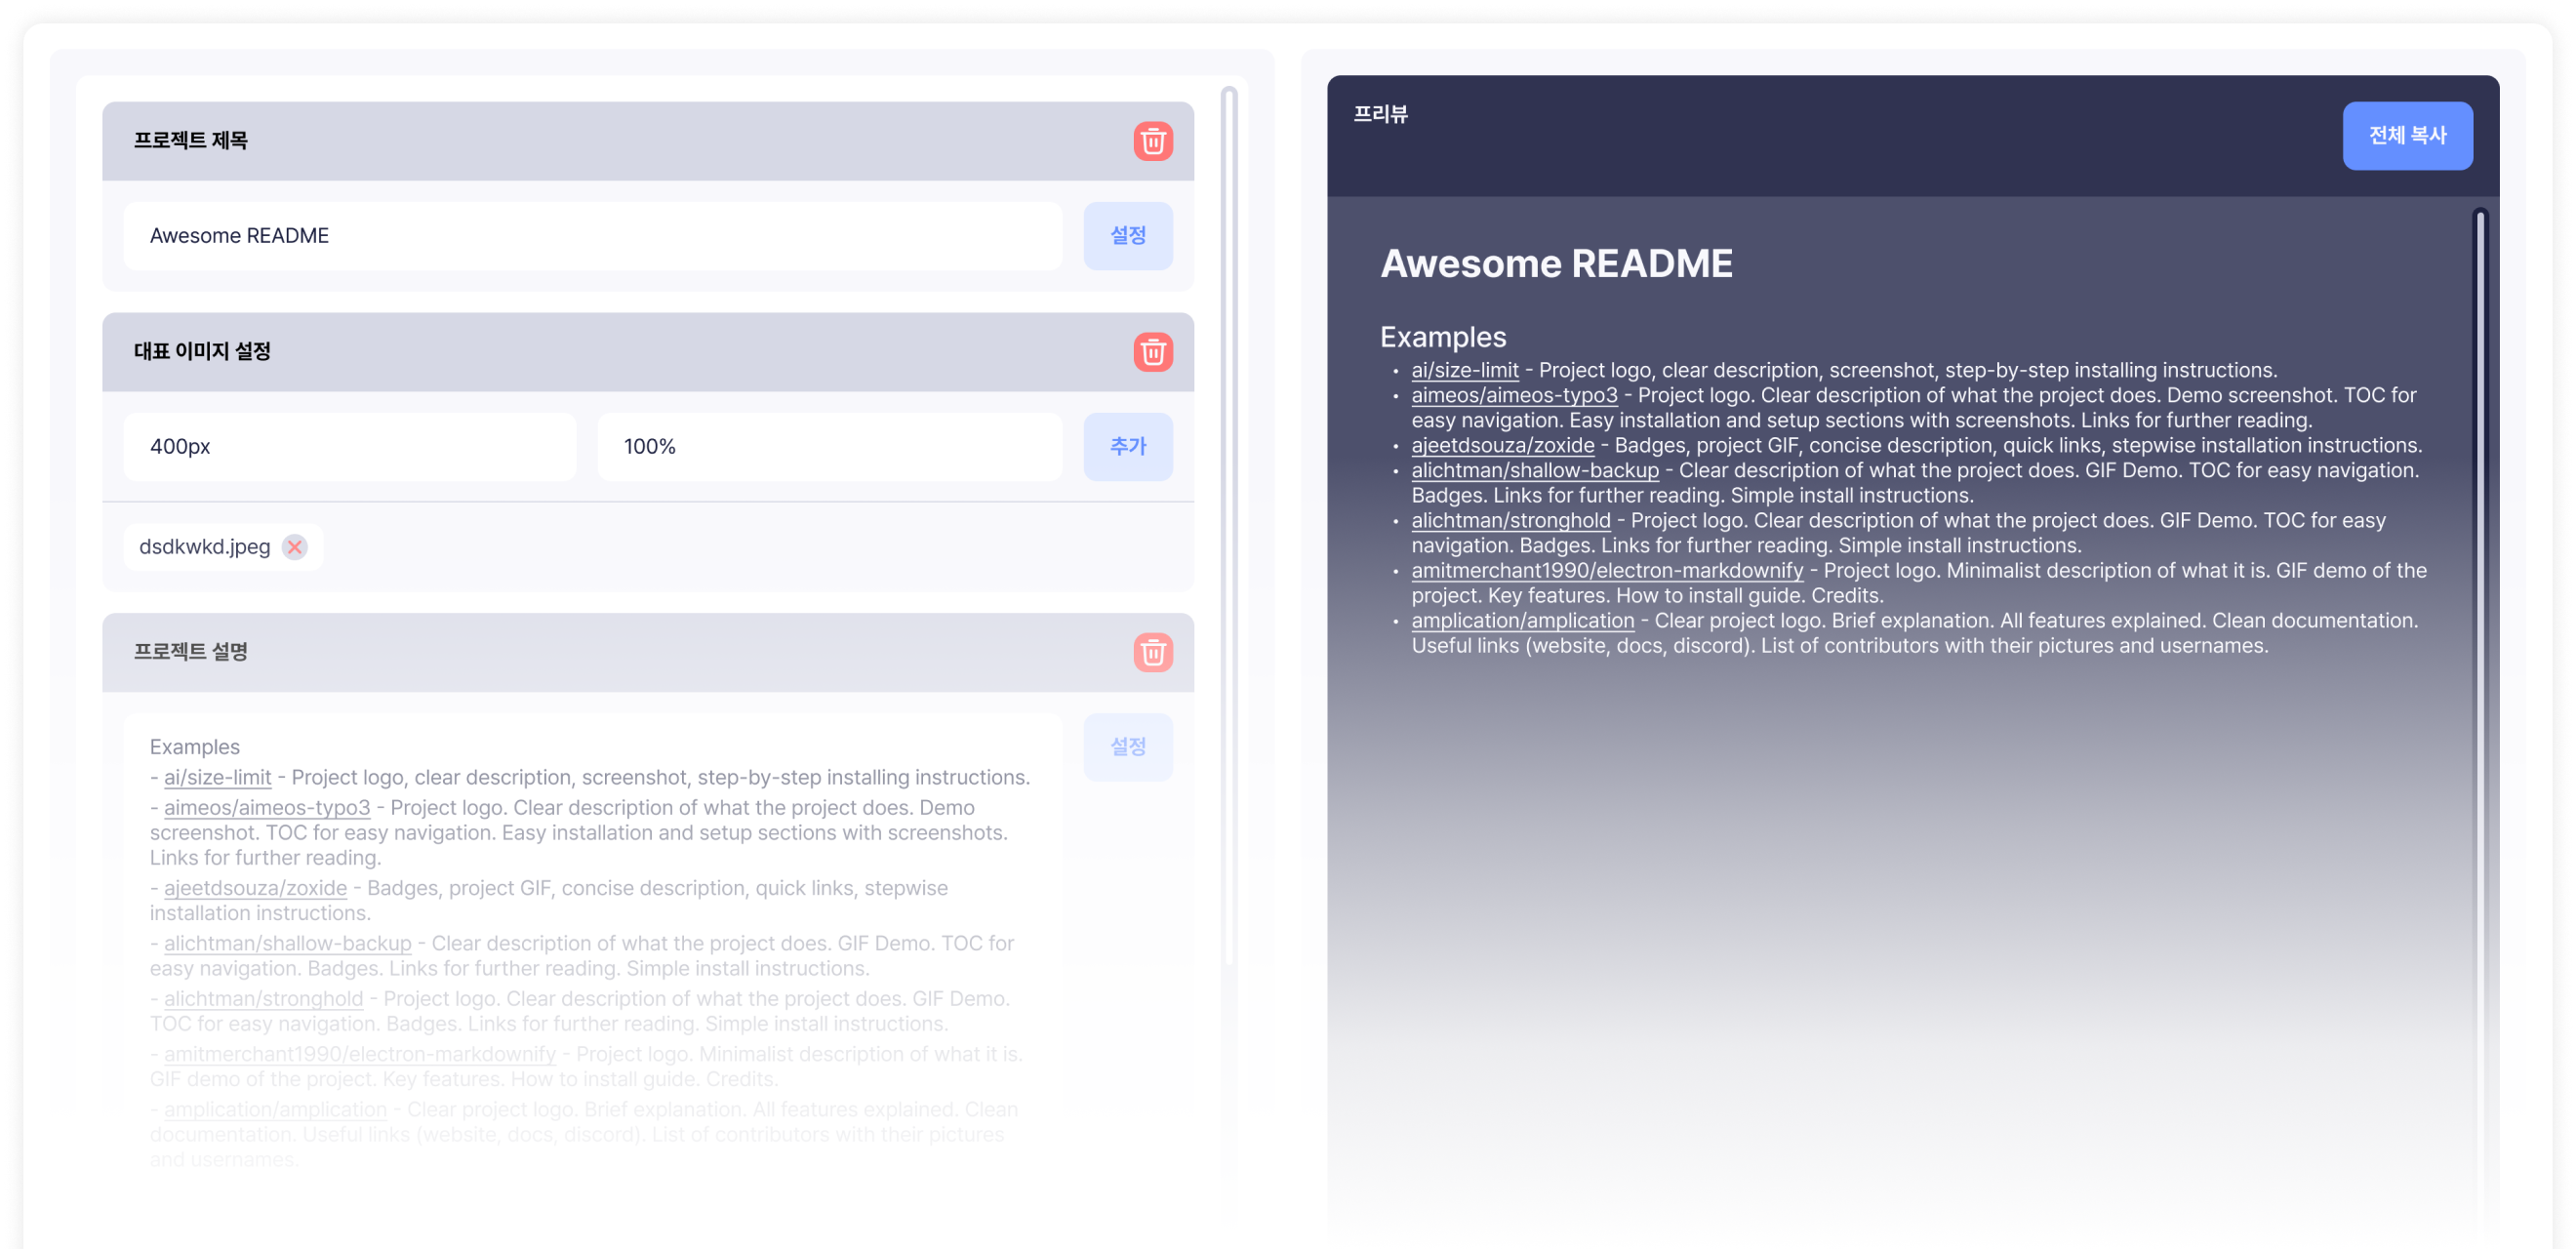 프로젝트 제목
Awesome README
설정
대표 이미지 설정
400px
100%
추가
dsdkwkd.jpeg
프로젝트 설명
Examples
- ai/size-limit - Project logo, clear description, screenshot, step-by-step installing instructions.
- aimeos/aimeos-typo3 - Project logo. Clear description of what the project does. Demo
screenshot. TOC for easy navigation. Easy installation and setup sections with screenshots.
Links for further reading.
- ajeetdsouza/zoxide - Badges, project GIF, concise description, quick links, stepwise
installation instructions.
- alichtman/shallow-backup - Clear description of what the project does. GIF Demo. TOC for
easy navigation. Badges. Links for further reading. Simple install instructions.
- alichtman/stronghold - Project logo. Clear description of what the project does. GIF Demo.
TOC for easy navigation. Badges. Links for further reading. Simple install instructions.
- amitmerchant1990/electron-markdownify - Project logo. Minimalist description of what it is.
GIF demo of the project. Key features. How to install guide. Credits.
- amplication/amplication - Clear project logo. Brief explanation. All features explained. Clean
documentation. Useful links (website, docs, discord). List of contributors with their pictures
and usernames.
설정
프리뷰
전체 복사
Awesome README
Examples
• ai/size-limit - Project logo, clear description, screenshot, step-by-step installing instructions.
• aimeos/aimeos-typo3 - Project logo. Clear description of what the project does. Demo screenshot. TOC for
easy navigation. Easy installation and setup sections with screenshots. Links for further reading.
• ajeetdsouza/zoxide - Badges, project GIF, concise description, quick links, stepwise installation instructions.
• alichtman/shallow-backup - Clear description of what the project does. GIF Demo. TOC for easy navigation.
Badges. Links for further reading. Simple install instructions.
• alichtman/stronghold - Project logo. Clear description of what the project does. GIF Demo. TOC for easy
navigation. Badges. Links for further reading. Simple install instructions.
• amitmerchant1990/electron-markdownify - Project logo. Minimalist description of what it is. GIF demo of the
project. Key features. How to install guide. Credits.
• amplication/amplication - Clear project logo. Brief explanation. All features explained. Clean documentation.
Useful links (website, docs, discord). List of contributors with their pictures and usernames.